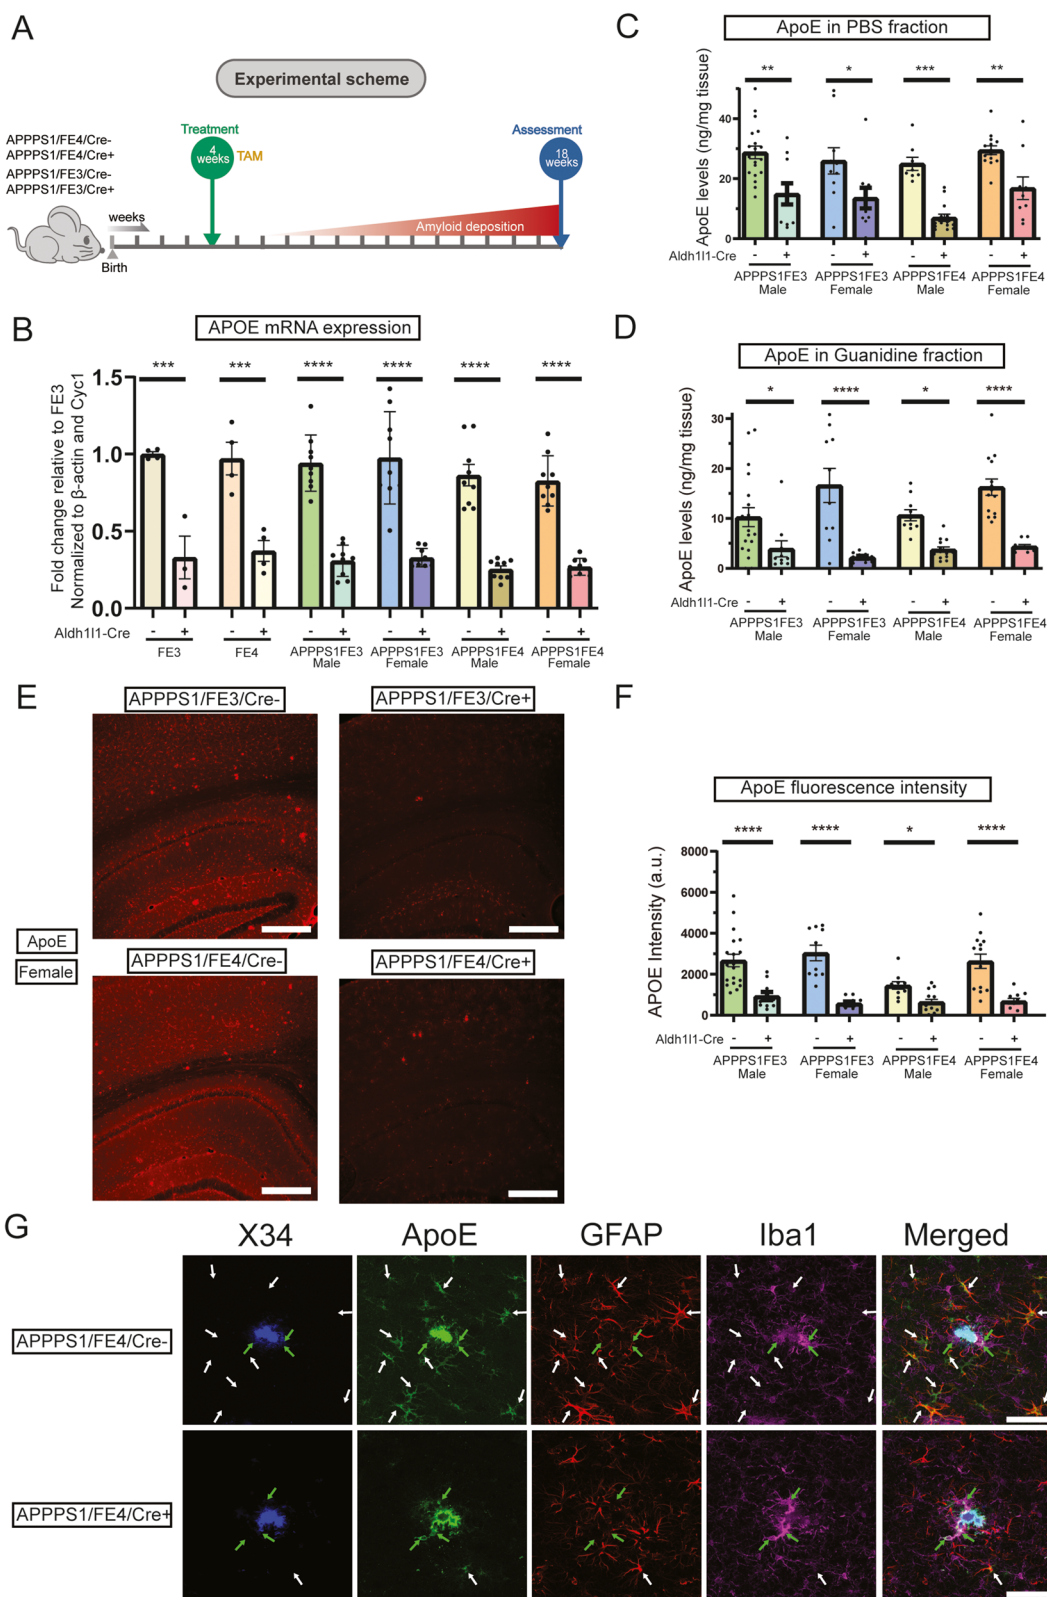 A
Experimental scheme
APPPS1/FE4/Cre-
APPPS1/FE4/Cre+
APPPS1/FE3/Cre-
APPPS1/FE3/Cre+
Treatment
4
weeks
TAM
Assessment
18
weeks
weeks
Amyloid deposition
Birth
B
APOE mRNA expression
Fold change relative to FE3
Normalized to β-actin and Cyc1
1.5
1.0
0.5
0.0
*** *** **** **** **** ****
Aldh1l1-Cre - + - + - + - + - + - +
FE3 FE4 APPPS1FE3 APPPS1FE3 APPPS1FE4 APPPS1FE4
Male Female Male Female
C
ApoE in PBS fraction
ApoE levels (ng/mg tissue)
40
20
0
** * *** **
Aldh1l1-Cre - + - + - + - +
APPPS1FE3 APPPS1FE3 APPPS1FE4 APPPS1FE4
Male Female Male Female
D
ApoE in Guanidine fraction
ApoE levels (ng/mg tissue)
30
20
10
0
* **** * ****
Aldh1l1-Cre - + - + - + - +
APPPS1FE3 APPPS1FE3 APPPS1FE4 APPPS1FE4
Male Female Male Female
E
APPPS1/FE3/Cre- APPPS1/FE3/Cre+
ApoE
Female
APPPS1/FE4/Cre- APPPS1/FE4/Cre+
F
ApoE fluorescence intensity
APOE Intensity (a.u.)
8000
6000
4000
2000
0
**** **** * ****
Aldh1l1-Cre - + - + - + - +
APPPS1FE3 APPPS1FE3 APPPS1FE4 APPPS1FE4
Male Female Male Female
G
X34 ApoE GFAP Iba1 Merged
APPPS1/FE4/Cre-
APPPS1/FE4/Cre+